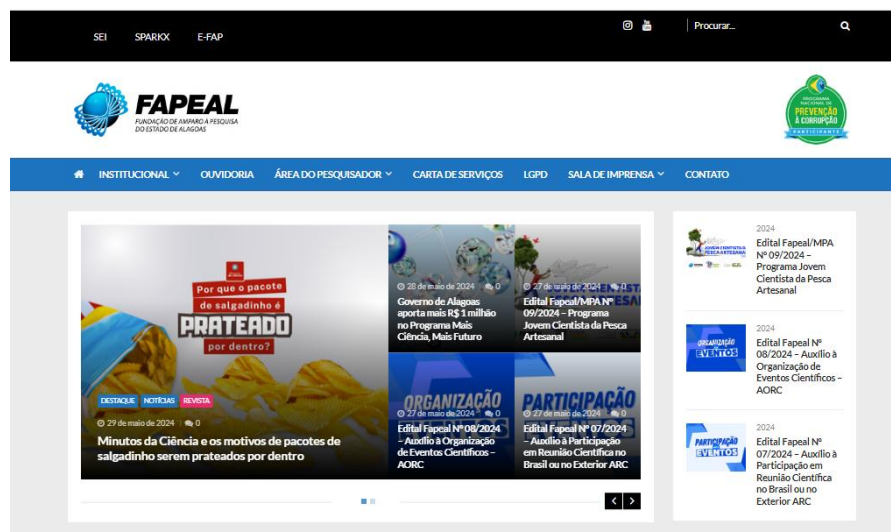 SEI SPARKX E-FAP
Procurar...
FAPEAL
FUNDAÇÃO DE AMPARO À PESQUISA
DO ESTADO DE ALAGOAS
PROGRAMA
NACIONAL DE
PREVENÇÃO
À CORRUPÇÃO
PARTICIPANTE
INSTITUCIONAL OUVIDORIA ÁREA DO PESQUISADOR CARTA DE SERVIÇOS LGPD SALA DE IMPRENSA CONTATO
Por que o pacote
de salgadinho é
PRATEADO
por dentro?
DESTAQUE NOTÍCIAS REVISTA
29 de maio de 2024 0
Minutos da Ciência e os motivos de pacotes de
salgadinho serem prateados por dentro
28 de maio de 2024 0
Governo de Alagoas
aporta mais R$ 1 milhão
no Programa Mais
Ciência, Mais Futuro
27 de maio de 2024 0
Edital Fapeal/MPA Nº
09/2024 – Programa
Jovem Cientista da Pesca
Artesanal
ORGANIZAÇÃO
27 de maio de 2024 0
Edital Fapeal Nº 08/2024
– Auxílio à Organização
de Eventos Científicos –
AORC
PARTICIPAÇÃO
27 de maio de 2024 0
Edital Fapeal Nº 07/2024
– Auxílio à Participação
em Reunião Científica no
Brasil ou no Exterior ARC
JOVEM CIENTISTA
PESCA ARTESANAL
2024
Edital Fapeal/MPA
Nº 09/2024 –
Programa Jovem
Cientista da Pesca
Artesanal
ORGANIZAÇÃO
EVENTOS
2024
Edital Fapeal Nº
08/2024 – Auxílio à
Organização de
Eventos Científicos –
AORC
PARTICIPAÇÃO
EVENTOS
2024
Edital Fapeal Nº
07/2024 – Auxílio à
Participação em
Reunião Científica
no Brasil ou no
Exterior ARC